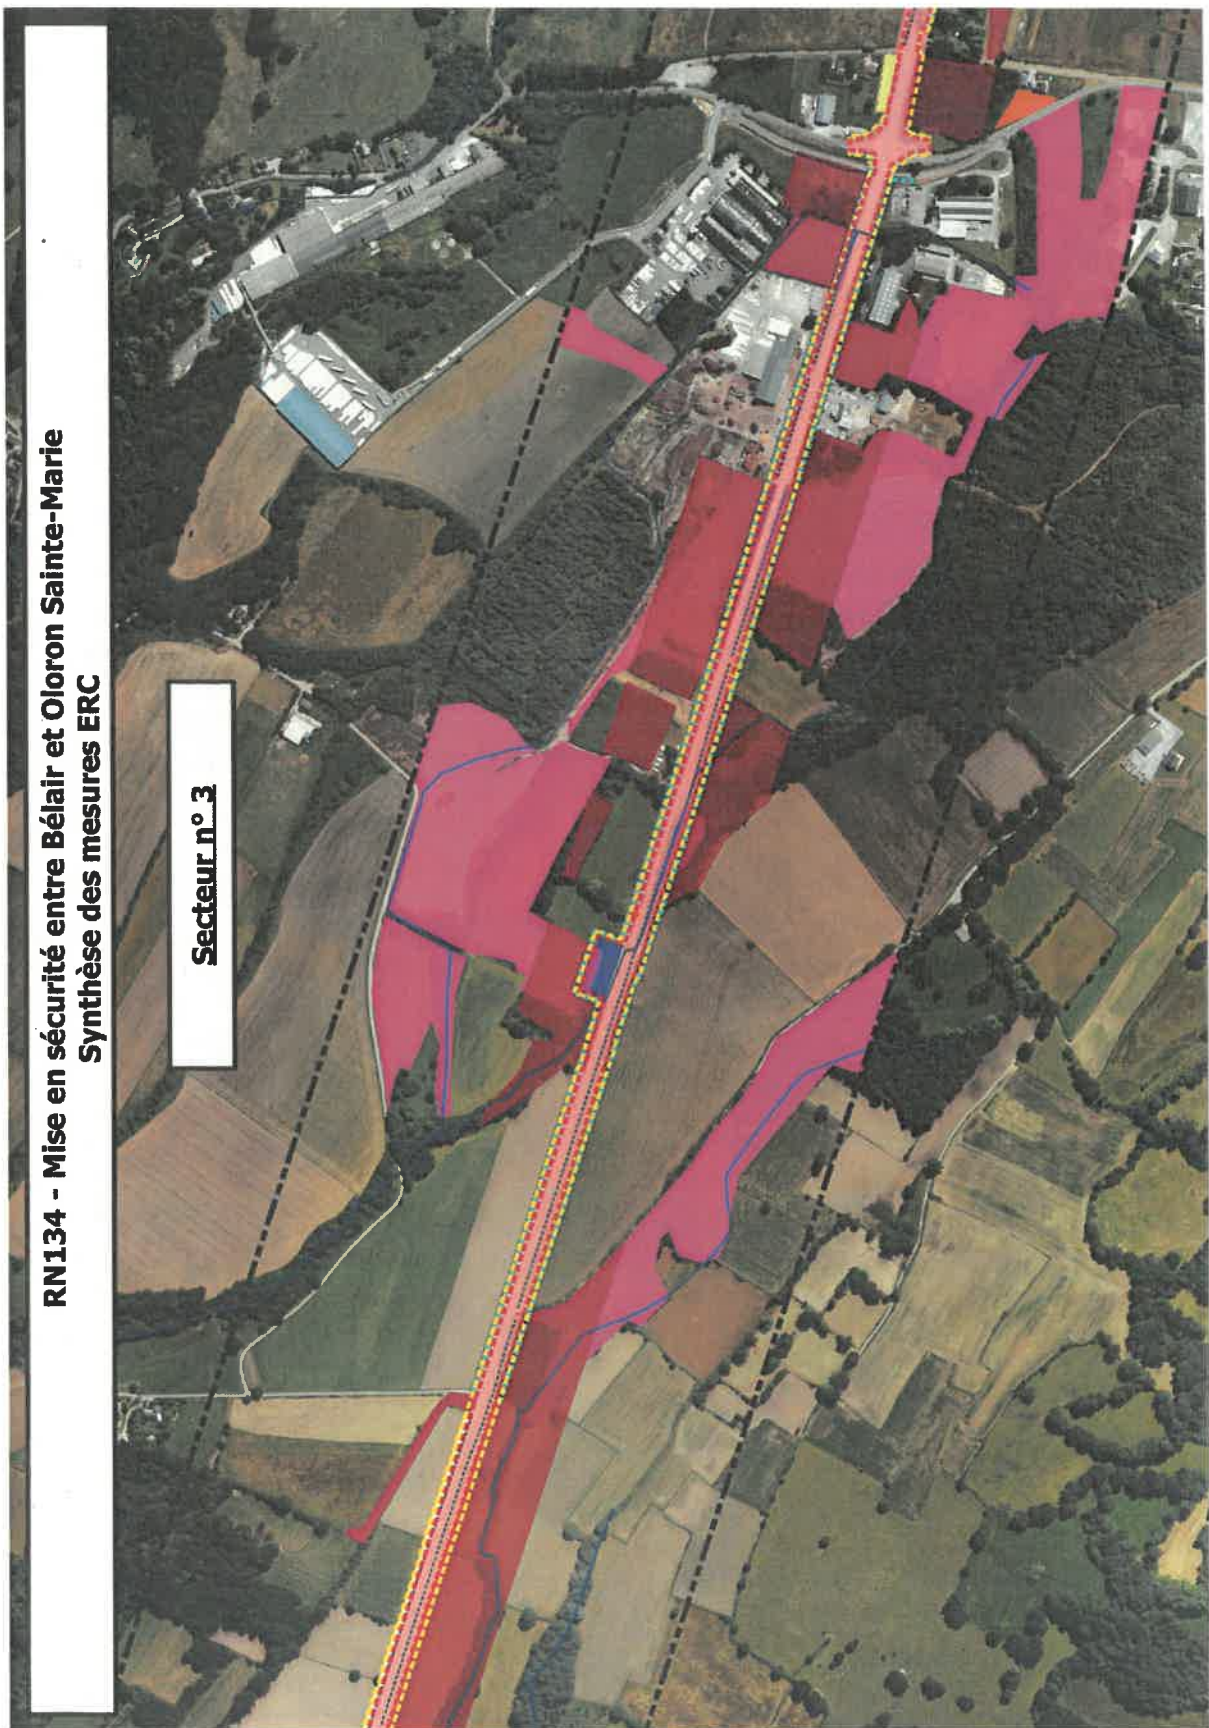 RN134 - Mise en sécurité entre Bélair et Oloron Sainte-Marie
Synthèse des mesures ERC
Secteur n° 3